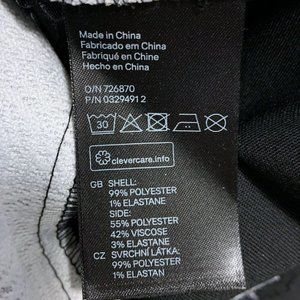 Made in China
Fabricado em China
Fabriqué en Chine
Hecho en China
O/N 726870
P/N 0329491 2
30
clevercare.info
GB SHELL:
99% POLYESTER
1% ELASTANE
SIDE:
55% POLYESTER
42% VISCOSE
3% ELASTANE
CZ SVRCHNÍ LÁTKA:
99% POLYESTER
1% ELASTAN